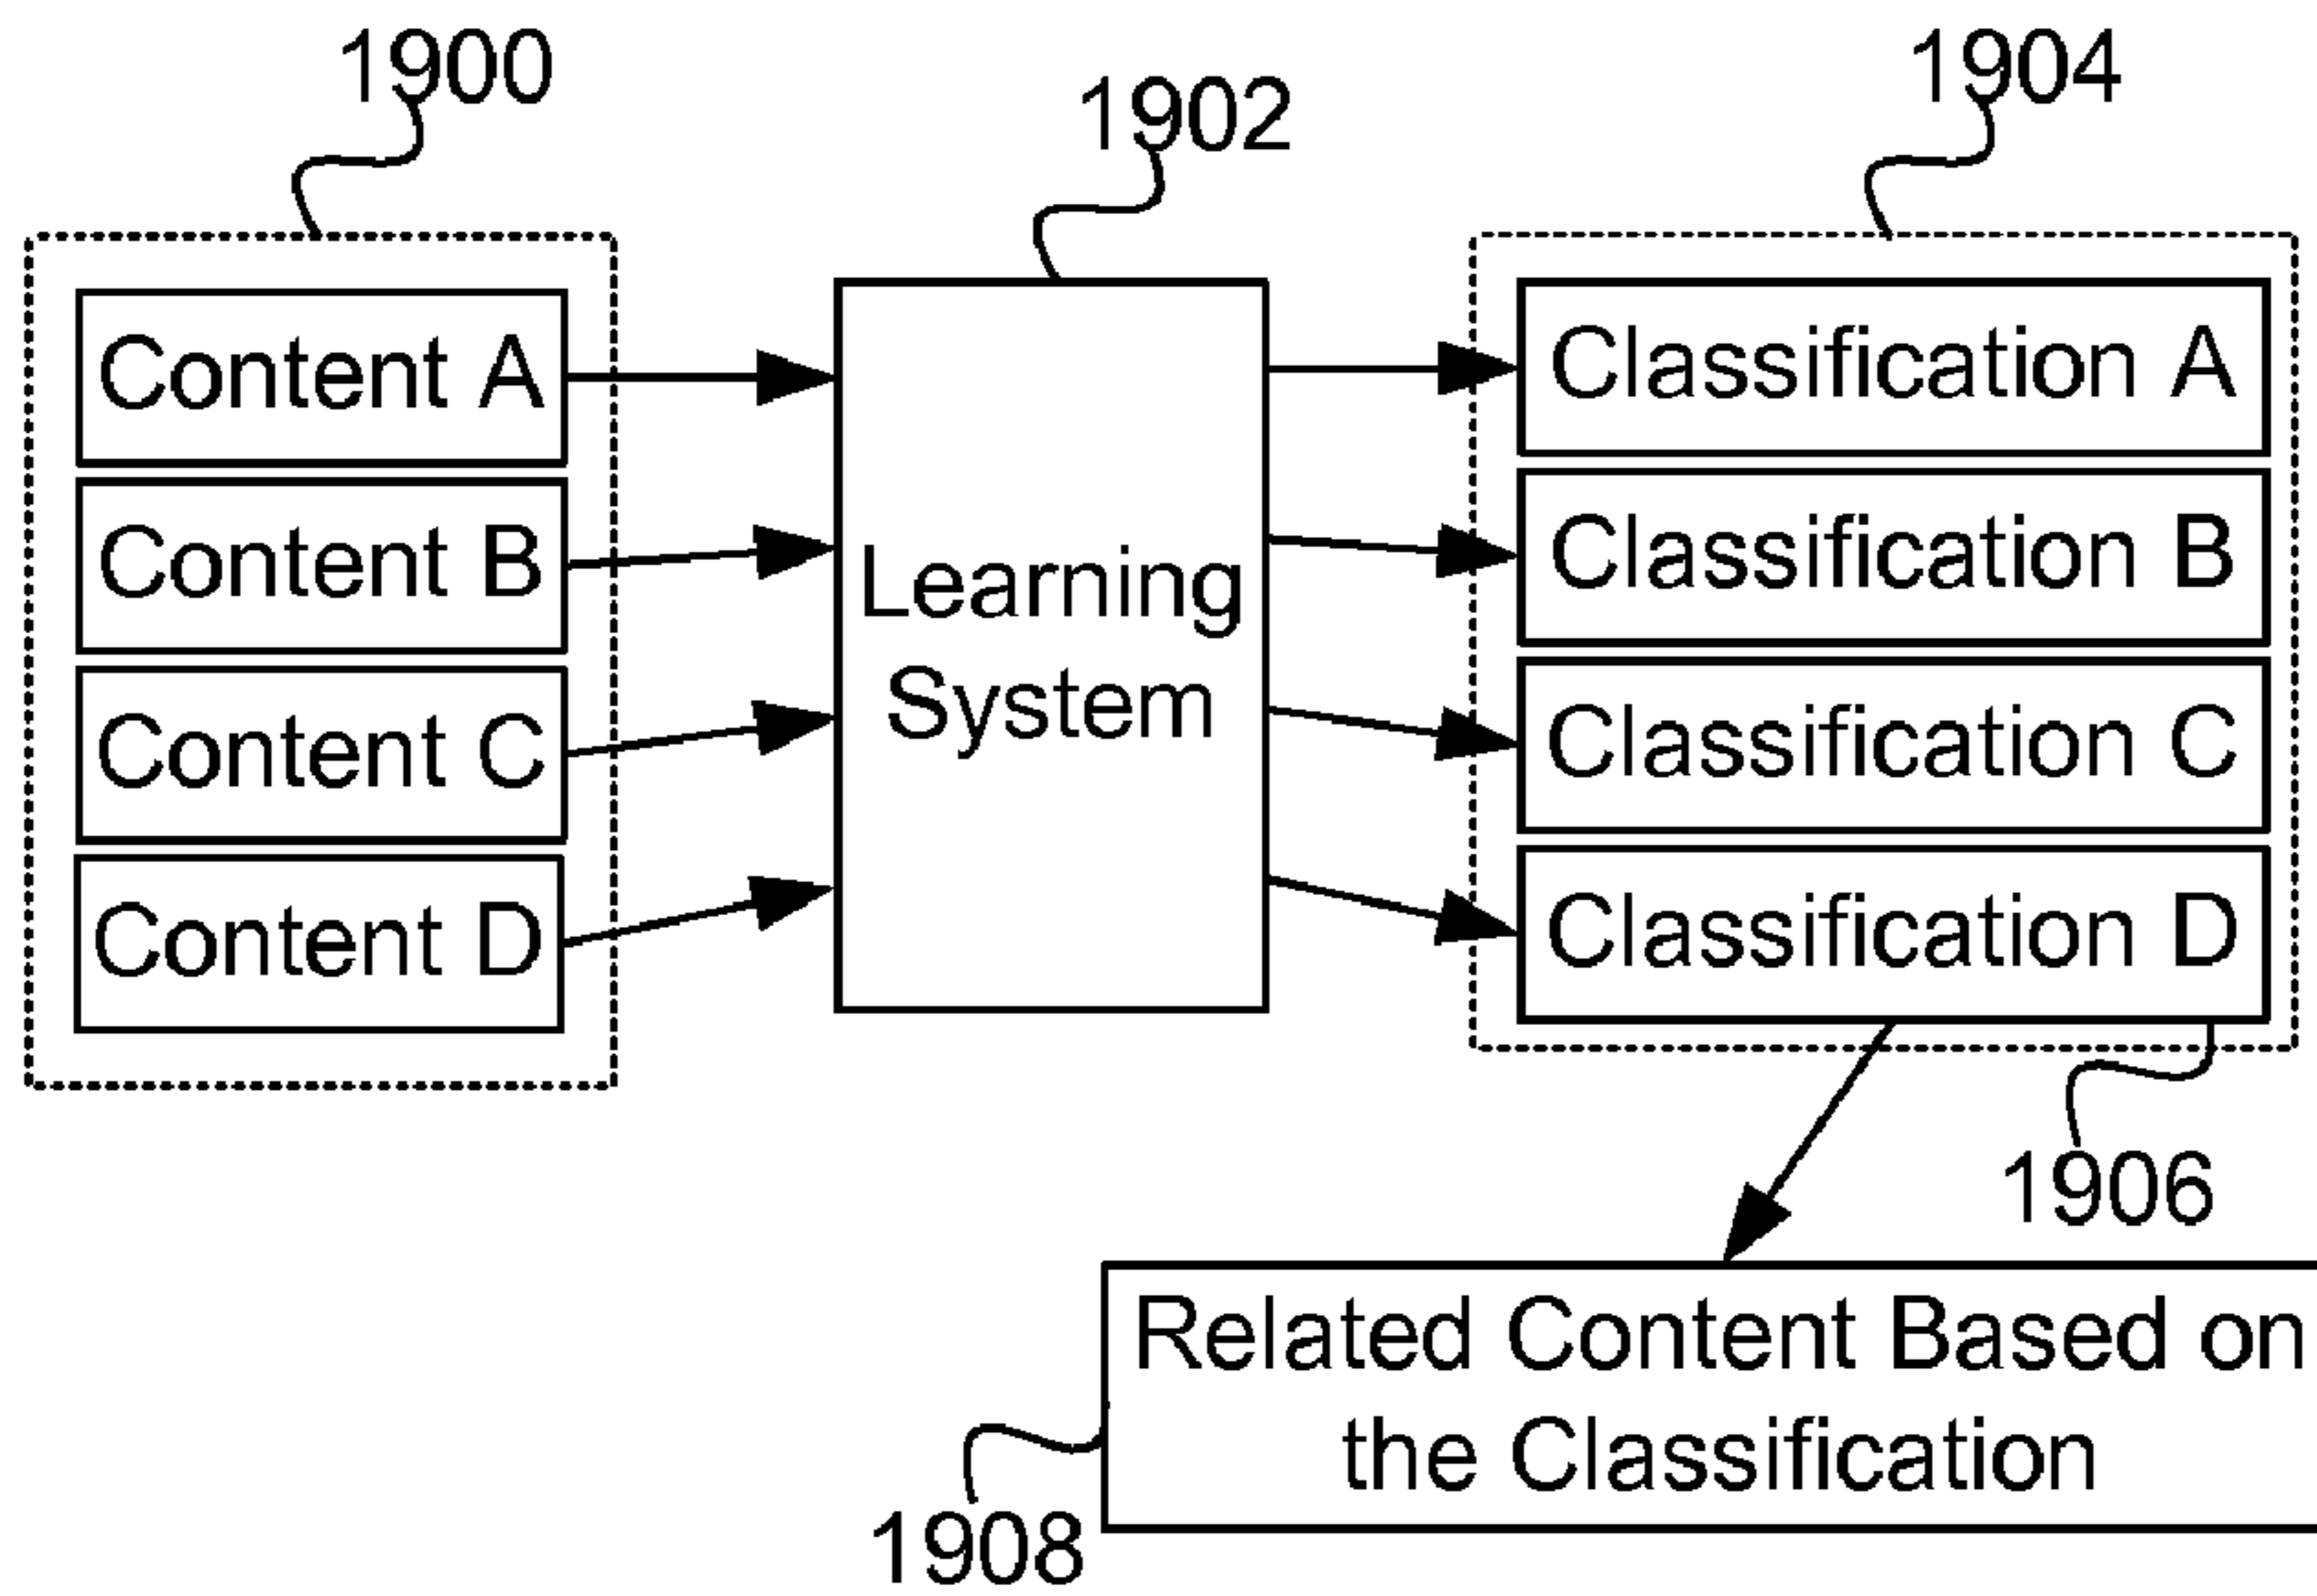 1900
1902
1904
Content A
Content B
Content C
Content D
Learning
System
Classification A
Classification B
Classification C
Classification D
1906
Related Content Based on
the Classification
1908